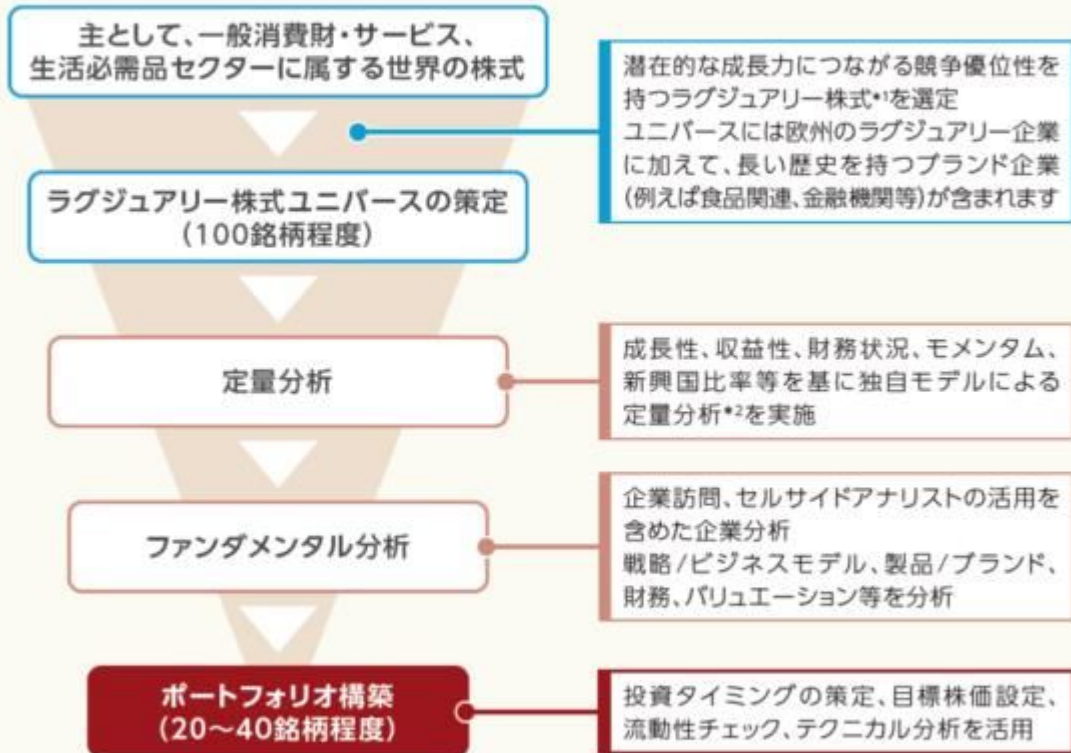 主として、一般消費財・サービス、
生活必需品セクターに属する世界の株式
潜在的な成長力につながる競争優位性を
持つラグジュアリー株式*1を選定
ユニバースには欧州のラグジュアリー企業
に加えて、長い歴史を持つブランド企業
(例えば食品関連、金融機関等)が含まれます
ラグジュアリー株式ユニバースの策定
(100銘柄程度)
定量分析
成長性、収益性、財務状況、モメンタム、
新興国比率等を基に独自モデルによる
定量分析*2を実施
ファンダメンタル分析
企業訪問、セルサイドアナリストの活用を
含めた企業分析
戦略/ビジネスモデル、製品/ブランド、
財務、バリュエーション等を分析
ポートフォリオ構築
(20～40銘柄程度)
投資タイミングの策定、目標株価設定、
流動性チェック、テクニカル分析を活用